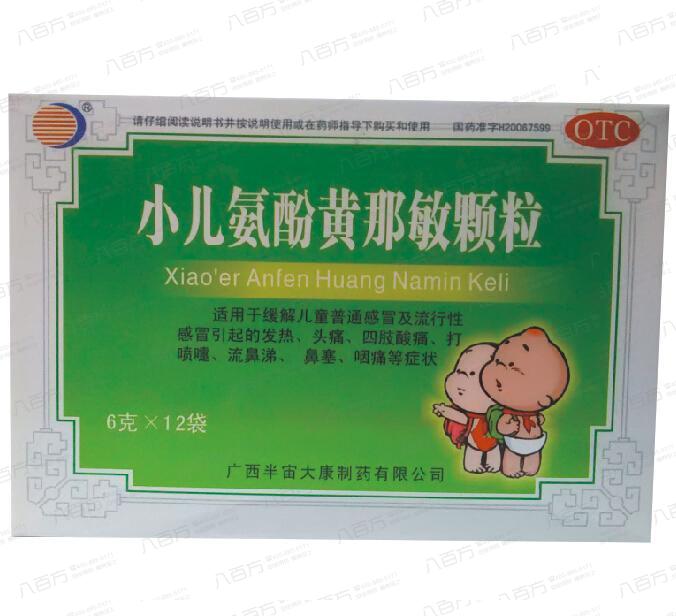 请仔细阅读说明书并按说明使用或在药师指导下购买和使用 国药准字H20067599
OTC
®
小儿氨酚黄那敏颗粒
Xiao'er Anfen Huang Namin Keli
适用于缓解儿童普通感冒及流行性
感冒引起的发热、头痛、四肢酸痛、打
喷嚏、流鼻涕、鼻塞、咽痛等症状
6克×12袋
广西半宙大康制药有限公司
八百方